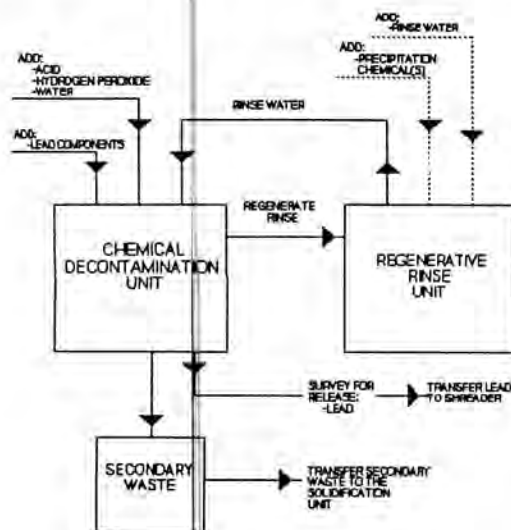 ADD:
-RINSE WATER
ADD:
-PRECIPITATION
CHEMICAL(S)
ADD:
-ACID
-HYDROGEN PEROXIDE
-WATER
RINSE WATER
ADD:
-LEAD COMPONENTS
REGENERATE
RINSE
CHEMICAL
DECONTAMINATION
UNIT
REGENERATIVE
RINSE
UNIT
SURVEY FOR
RELEASE:
-LEAD
TRANSFER LEAD
TO SHREADER
SECONDARY
WASTE
TRANSFER SECONDARY
WASTE TO THE
SOLIDIFICATION
UNIT